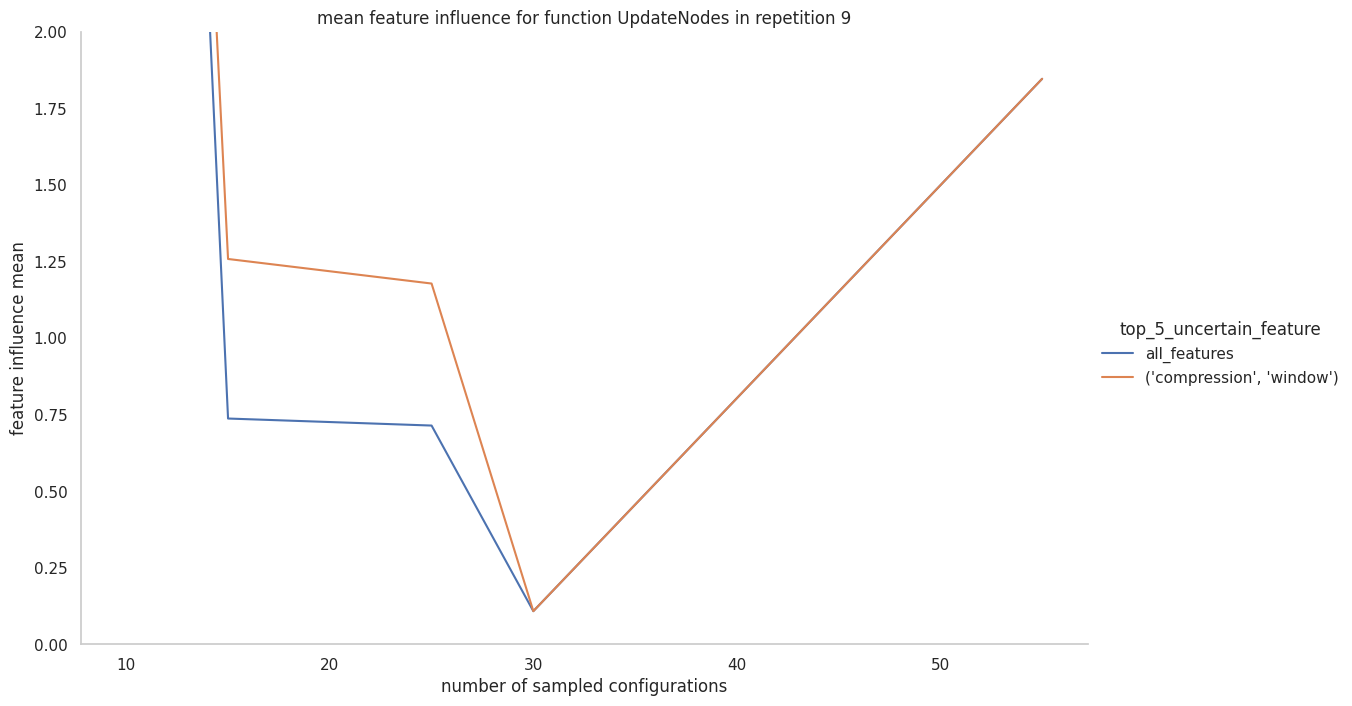 mean feature influence for function UpdateNodes in repetition 9
2.00
1.75
1.50
1.25
1.00
0.75
0.50
0.25
0.00
feature influence mean
10 20 30 40 50
number of sampled configurations
top_5_uncertain_feature
all_features
('compression', 'window')